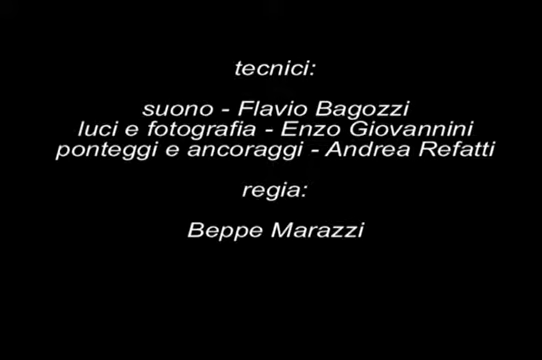 tecnici:
suono - Flavio Bagozzi
luci e fotografia - Enzo Giovannini
ponteggi e ancoraggi - Andrea Refatti
regia:
Beppe Marazzi